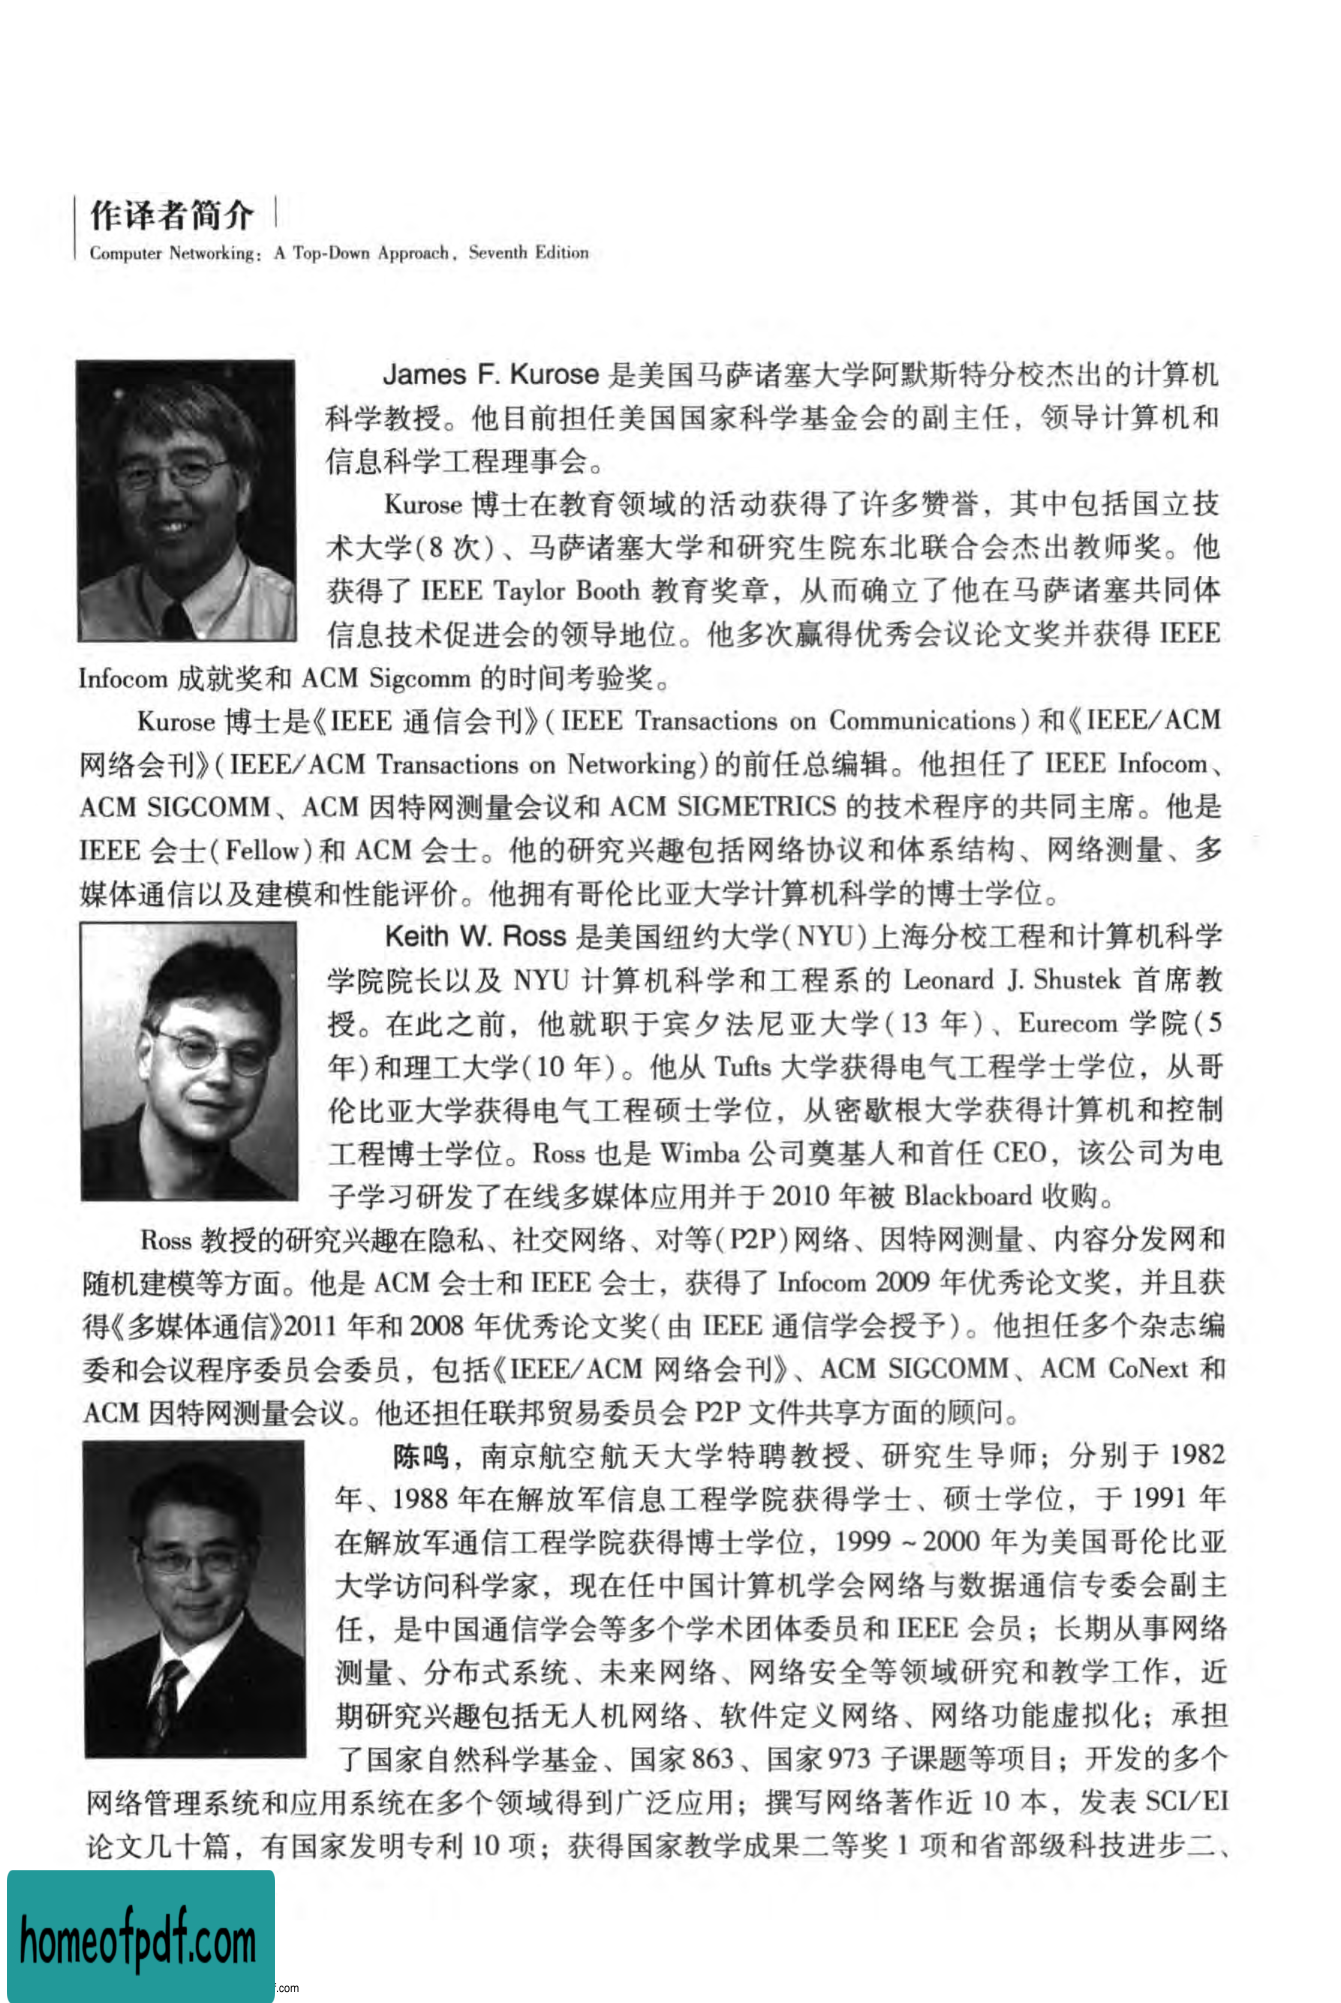 作译者简介
Computer Networking: A Top-Down Approach, Seventh Edition
James F. Kurose 是美国马萨诸塞大学阿默斯特分校杰出的计算机
科学教授。他目前担任美国国家科学基金会的副主任，领导计算机和
信息科学工程理事会。
Kurose 博士在教育领域的活动获得了许多赞誉，其中包括国立技
术大学(8 次)、马萨诸塞大学和研究生院东北联合会杰出教师奖。他
获得了 IEEE Taylor Booth 教育奖章，从而确立了他在马萨诸塞共同体
信息技术促进会的领导地位。他多次赢得优秀会议论文奖并获得 IEEE
Infocom 成就奖和 ACM Sigcomm 的时间考验奖。
Kurose 博士是《IEEE 通信会刊》(IEEE Transactions on Communications)和《IEEE/ACM
网络会刊》(IEEE/ACM Transactions on Networking)的前任总编辑。他担任了 IEEE Infocom、
ACM SIGCOMM、ACM 因特网测量会议和 ACM SIGMETRICS 的技术程序的共同主席。他是
IEEE 会士(Fellow)和 ACM 会士。他的研究兴趣包括网络协议和体系结构、网络测量、多
媒体通信以及建模和性能评价。他拥有哥伦比亚大学计算机科学的博士学位。
Keith W. Ross 是美国纽约大学(NYU)上海分校工程和计算机科学
学院院长以及 NYU 计算机科学和工程系的 Leonard J. Shustek 首席教
授。在此之前，他就职于宾夕法尼亚大学(13 年)、Eurecom 学院(5
年)和理工大学(10 年)。他从 Tufts 大学获得电气工程学士学位，从哥
伦比亚大学获得电气工程硕士学位，从密歇根大学获得计算机和控制
工程博士学位。Ross 也是 Wimba 公司奠基人和首任 CEO，该公司为电
子学习研发了在线多媒体应用并于 2010 年被 Blackboard 收购。
Ross 教授的研究兴趣在隐私、社交网络、对等(P2P)网络、因特网测量、内容分发网和
随机建模等方面。他是 ACM 会士和 IEEE 会士，获得了 Infocom 2009 年优秀论文奖，并且获
得《多媒体通信》2011 年和 2008 年优秀论文奖(由 IEEE 通信学会授予)。他担任多个杂志编
委和会议程序委员会委员，包括《IEEE/ACM 网络会刊》、ACM SIGCOMM、ACM CoNext 和
ACM 因特网测量会议。他还担任联邦贸易委员会 P2P 文件共享方面的顾问。
陈鸣，南京航空航天大学特聘教授、研究生导师；分别于 1982
年、1988 年在解放军信息工程学院获得学士、硕士学位，于 1991 年
在解放军通信工程学院获得博士学位，1999 ~ 2000 年为美国哥伦比亚
大学访问科学家，现在任中国计算机学会网络与数据通信专委会副主
任，是中国通信学会等多个学术团体委员和 IEEE 会员；长期从事网络
测量、分布式系统、未来网络、网络安全等领域研究和教学工作，近
期研究兴趣包括无人机网络、软件定义网络、网络功能虚拟化；承担
了国家自然科学基金、国家 863、国家 973 子课题等项目；开发的多个
网络管理系统和应用系统在多个领域得到广泛应用；撰写网络著作近 10 本，发表 SCI/EI
论文几十篇，有国家发明专利 10 项；获得国家教学成果二等奖 1 项和省部级科技进步二、
homeofpdf.com
f.com